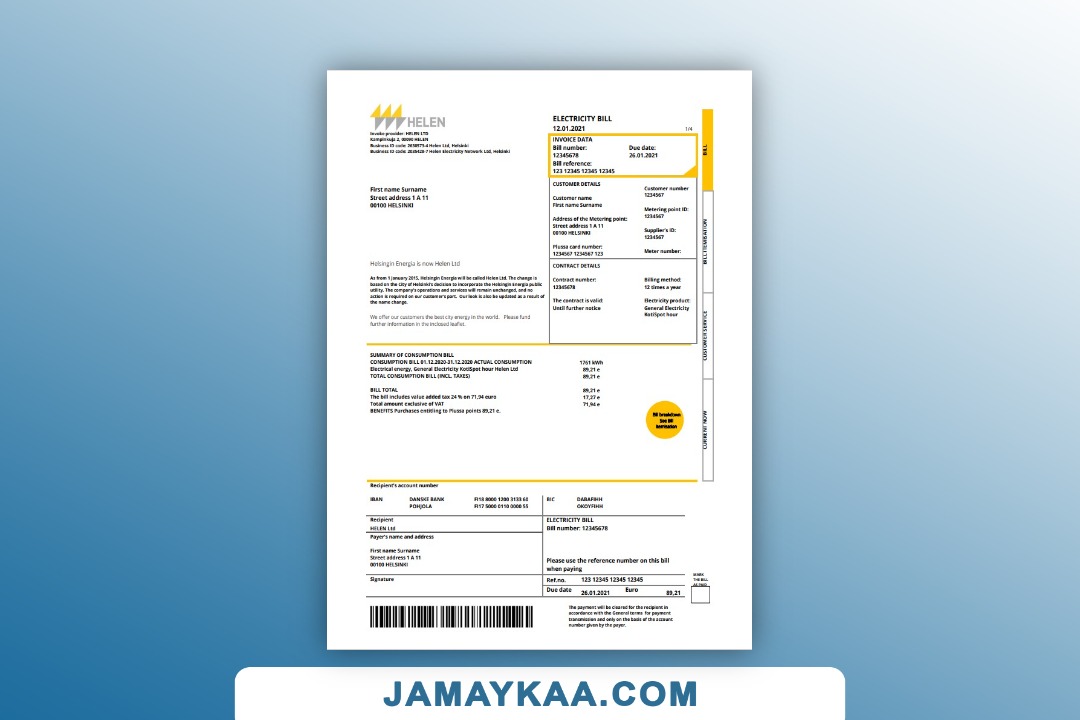 HELEN
Invoice provider: HELEN LTD
Kampinkuja 2, 00090 HELEN
Business ID code: 2035673-4 Helen Ltd, Helsinki
Business ID code: 2035428-7 Helen Electricity Network Ltd, Helsinki
ELECTRICITY BILL
12.01.2021
1/4
INVOICE DATA
Bill number: Due date:
12345678 26.01.2021
Bill reference:
123 12345 12345 12345
BILL
First name Surname
Street address 1 A 11
00100 HELSINKI
CUSTOMER DETAILS
Customer name
First name Surname
Address of the Metering point:
Street address 1 A 11
00100 HELSINKI
Plussa card number:
1234567 1234567 123
Customer number
1234567
Metering point ID:
1234567
Supplier's ID:
1234567
Meter number:
BILL ITEMISATION
Helsingin Energia is now Helen Ltd
As from 1 January 2015, Helsingin Energia will be called Helen Ltd. The change is
based on the City of Helsinki's decision to incorporate the Helsingin Energia public
utility. The company's operations and services will remain unchanged, and no
action is required on our customer's part. Our look is also be updated as a result of
the name change.
We offer our customers the best city energy in the world. Please fund
further information in the inclosed leaflet.
CONTRACT DETAILS
Contract number:
12345678
The contract is valid:
Until further notice
Billing method:
12 times a year
Electricity product:
General Electricity
KotiSpot hour
CUSTOMER SERVICE
SUMMARY OF CONSUMPTION BILL
CONSUMPTION BILL 01.12.2020-31.12.2020 ACTUAL CONSUMPTION 1761 kWh
Electrical energy, General Electricity KotiSpot hour Helen Ltd 89,21 e
TOTAL CONSUMPTION BILL (INCL. TAXES) 89,21 e
BILL TOTAL 89,21 e
The bill includes value added tax 24 % on 71,94 euro 17,27 e
Total amount exclusive of VAT 71,94 e
BENEFITS Purchases entitling to Plussa points 89,21 e.
Bill breakdown
See Bill
Itemisation
CURRENT NOW
Recipient's account number
IBAN DANSKE BANK FI18 8000 1200 3133 60 BIC DABAFIHH
POHJOLA FI17 5000 0110 0000 55 OKOYFIHH
Recipient
HELEN Ltd
ELECTRICITY BILL
Bill number: 12345678
Payer's name and address
First name Surname
Street address 1 A 11
00100 HELSINKI
Please use the reference number on this bill
when paying
Signature
Ref.no. 123 12345 12345 12345
Due date 26.01.2021 Euro 89,21
MARK
THE BILL
AS PAID
The payment will be cleared for the recipient in
accordance with the General terms for payment
transmission and only on the basis of the account
number given by the payer.
JAMAYKAA.COM